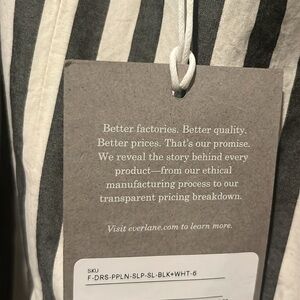 Better factories. Better quality.
Better prices. That's our promise.
We reveal the story behind every
product—from our ethical
manufacturing process to our
transparent pricing breakdown.
Visit everlane.com to learn more.
SKU
F-DRS-PPLN-SLP-SL-BLK+WHT-6